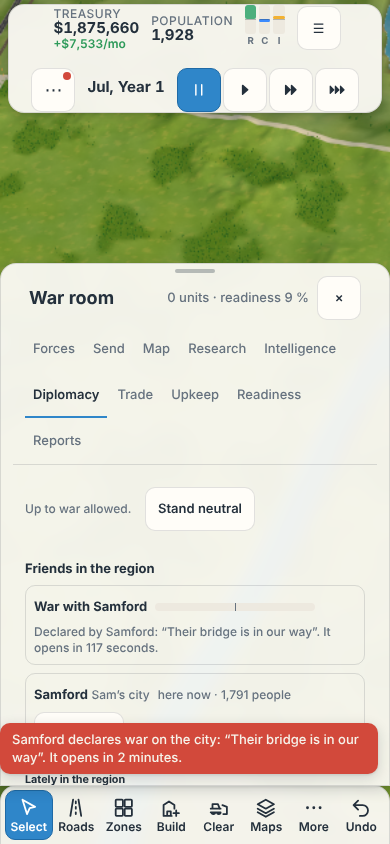 TREASURY
$1,875,660
+$7,533/mo
POPULATION
1,928
R C I
Jul, Year 1
War room
0 units · readiness 9 %
Forces Send Map Research Intelligence
Diplomacy Trade Upkeep Readiness
Reports
Up to war allowed.
Stand neutral
Friends in the region
War with Samford
Declared by Samford: “Their bridge is in our way”. It
opens in 117 seconds.
Samford Sam’s city here now · 1,791 people
Samford declares war on the city: “Their bridge is in our
way”. It opens in 2 minutes.
Lately in the region
Select Roads Zones Build Clear Maps More Undo